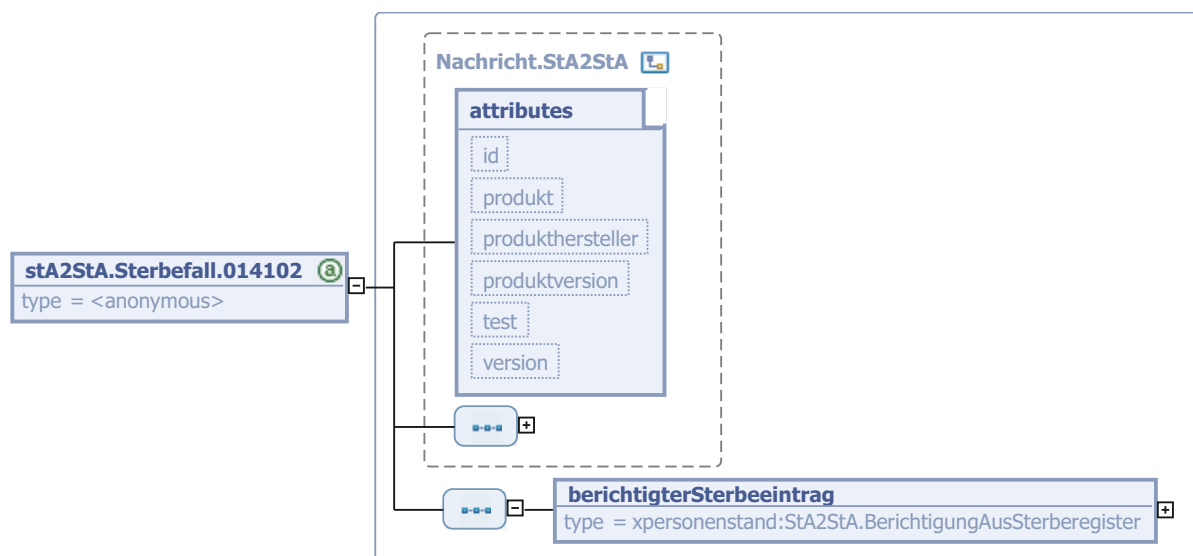 Nachricht.StA2StA
attributes
id
produkt
produkthersteller
produktversion
test
version
stA2StA.Sterbefall.014102 @
type = <anonymous>
berichtigterSterbeeintrag
type = xpersonenstand:StA2StA.BerichtigungAusSterberegister